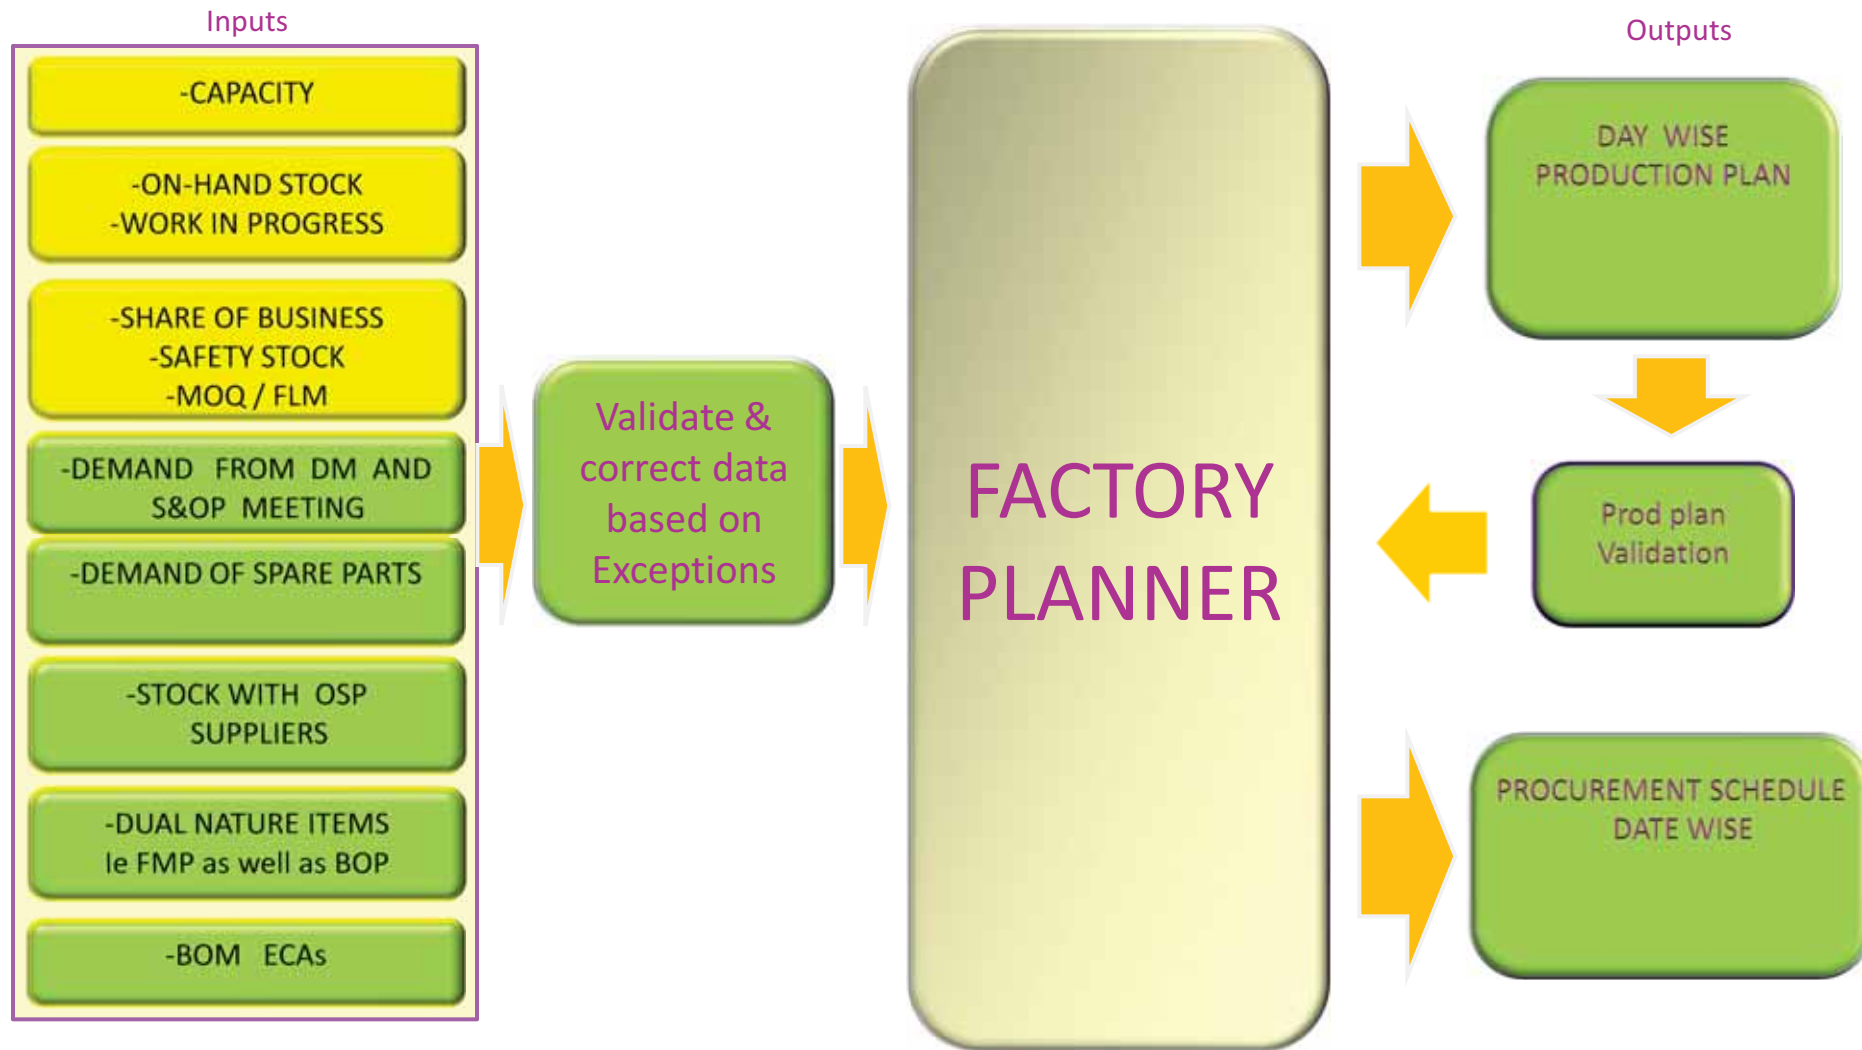 Inputs
-CAPACITY
-ON-HAND STOCK
-WORK IN PROGRESS
-SHARE OF BUSINESS
-SAFETY STOCK
-MOQ / FLM
-DEMAND FROM DM AND
S&OP MEETING
-DEMAND OF SPARE PARTS
-STOCK WITH OSP
SUPPLIERS
-DUAL NATURE ITEMS
Ie FMP as well as BOP
-BOM ECAs
Validate &
correct data
based on
Exceptions
FACTORY
PLANNER
Outputs
DAY WISE
PRODUCTION PLAN
Prod plan
Validation
PROCUREMENT SCHEDULE
DATE WISE